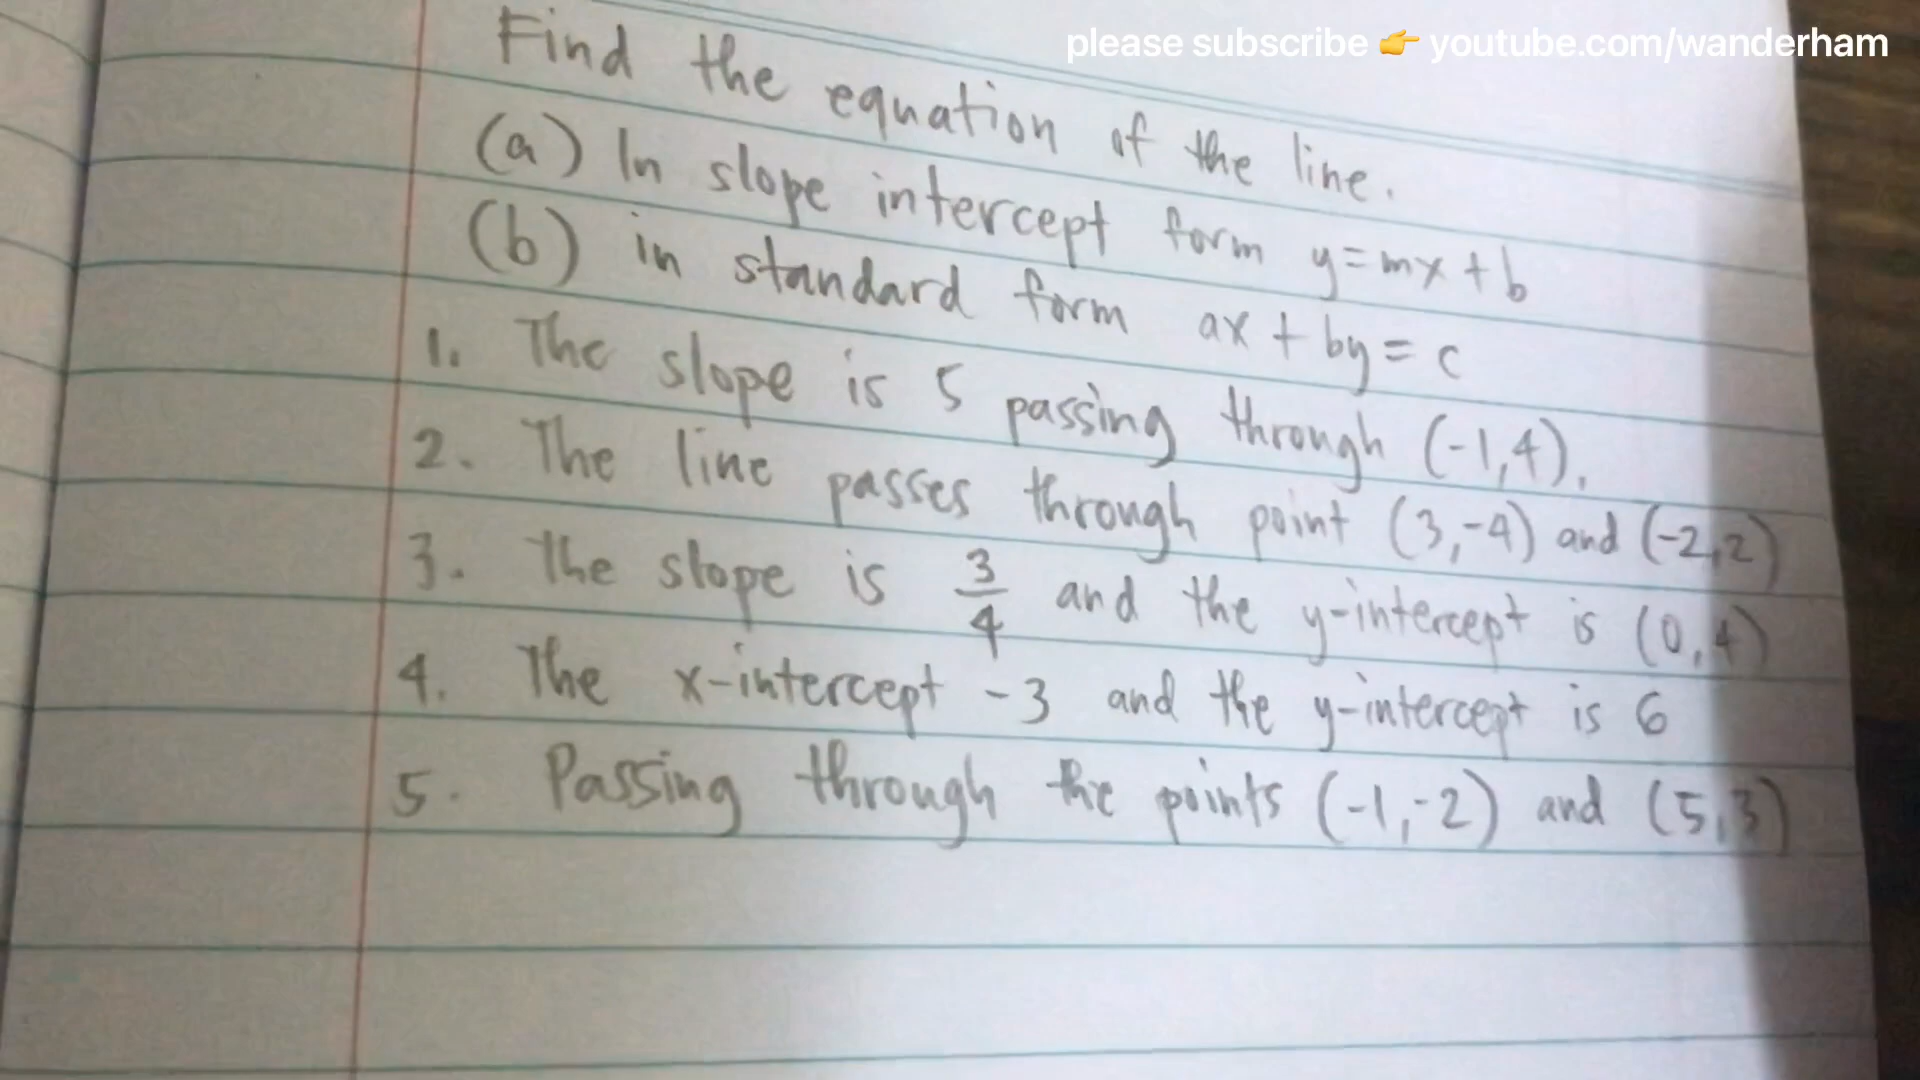 please subscribe 👉 youtube.com/wanderham
Find the equation of the line.
(a) In slope intercept form y=mx+b
(b) in standard form ax + by = c
1. The slope is 5 passing through (-1,4).
2. The line passes through point (3,-4) and (-2,2)
3. The slope is 3/4 and the y-intercept is (0,4)
4. The x-intercept -3 and the y-intercept is 6
5. Passing through the points (-1,-2) and (5,3)